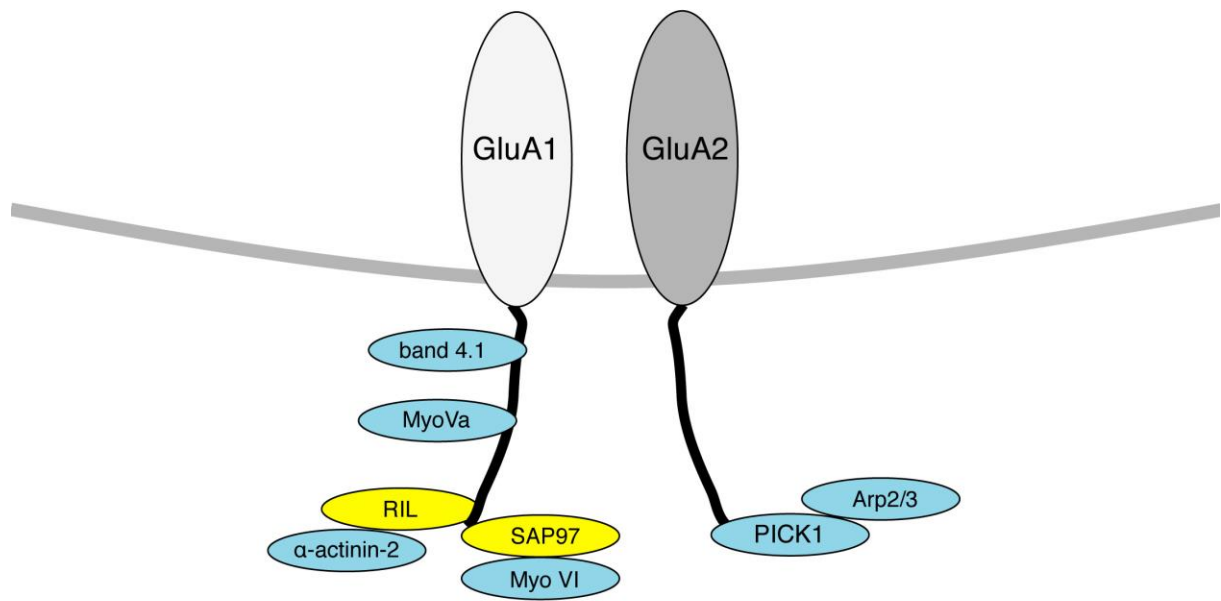 GluA1
GluA2
band 4.1
MyoVa
RIL
α-actinin-2
SAP97
Myo VI
Arp2/3
PICK1